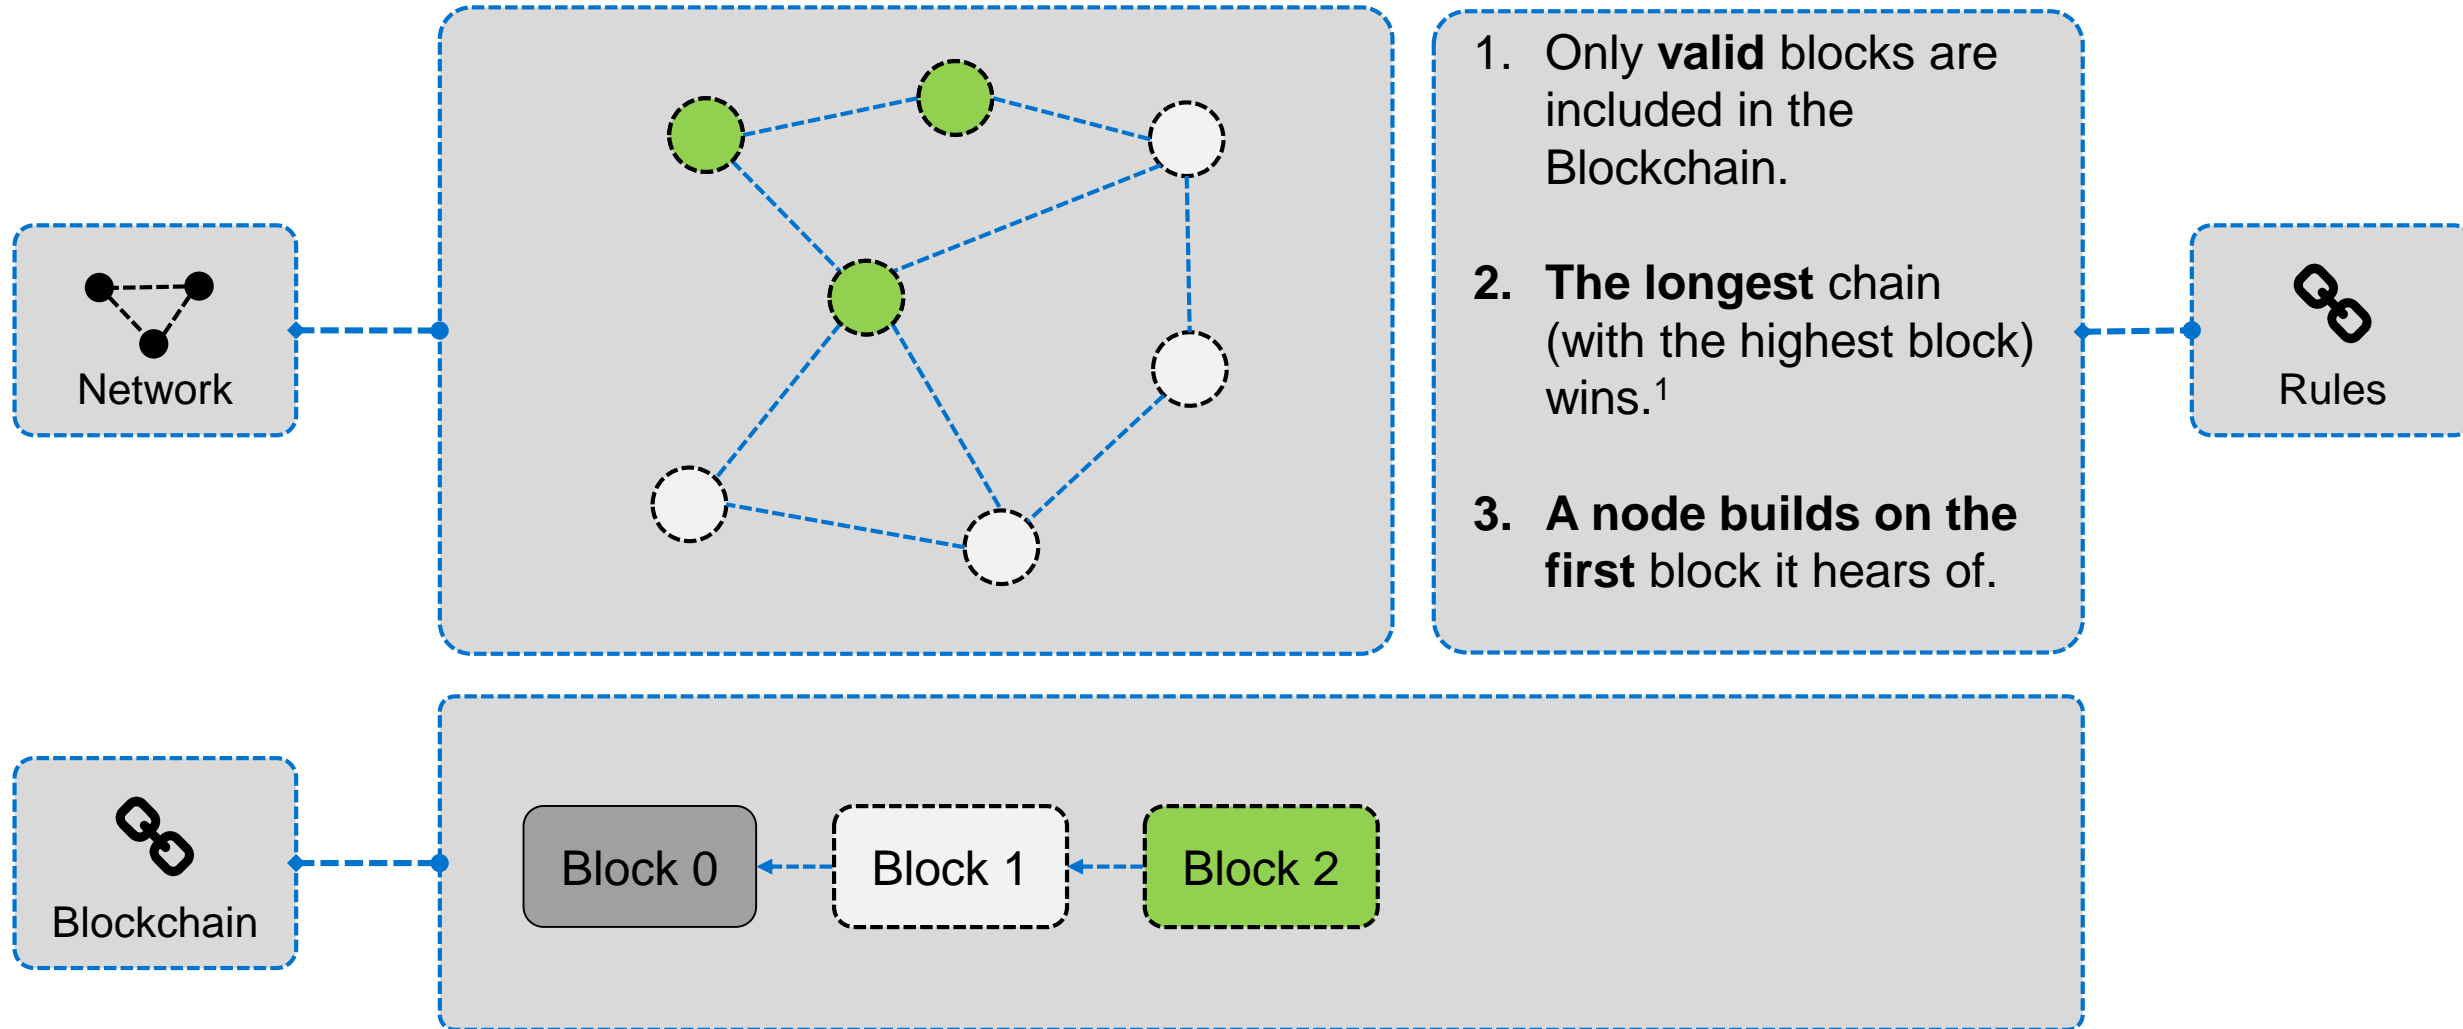 Network
1. Only valid blocks are
included in the
Blockchain.
2. The longest chain
(with the highest block)
wins.¹
3. A node builds on the
first block it hears of.
Rules
Blockchain
Block 0
Block 1
Block 2